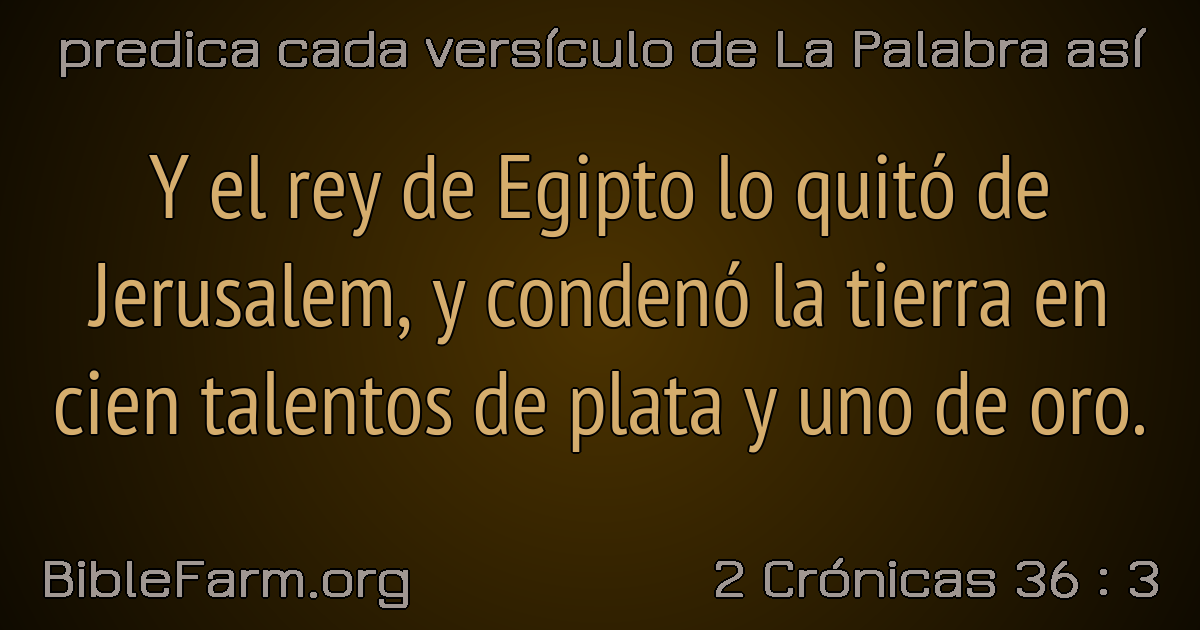 predica cada versículo de La Palabra así
Y el rey de Egipto lo quitó de
Jerusalem, y condenó la tierra en
cien talentos de plata y uno de oro.
BibleFarm.org
2 Crónicas 36 : 3